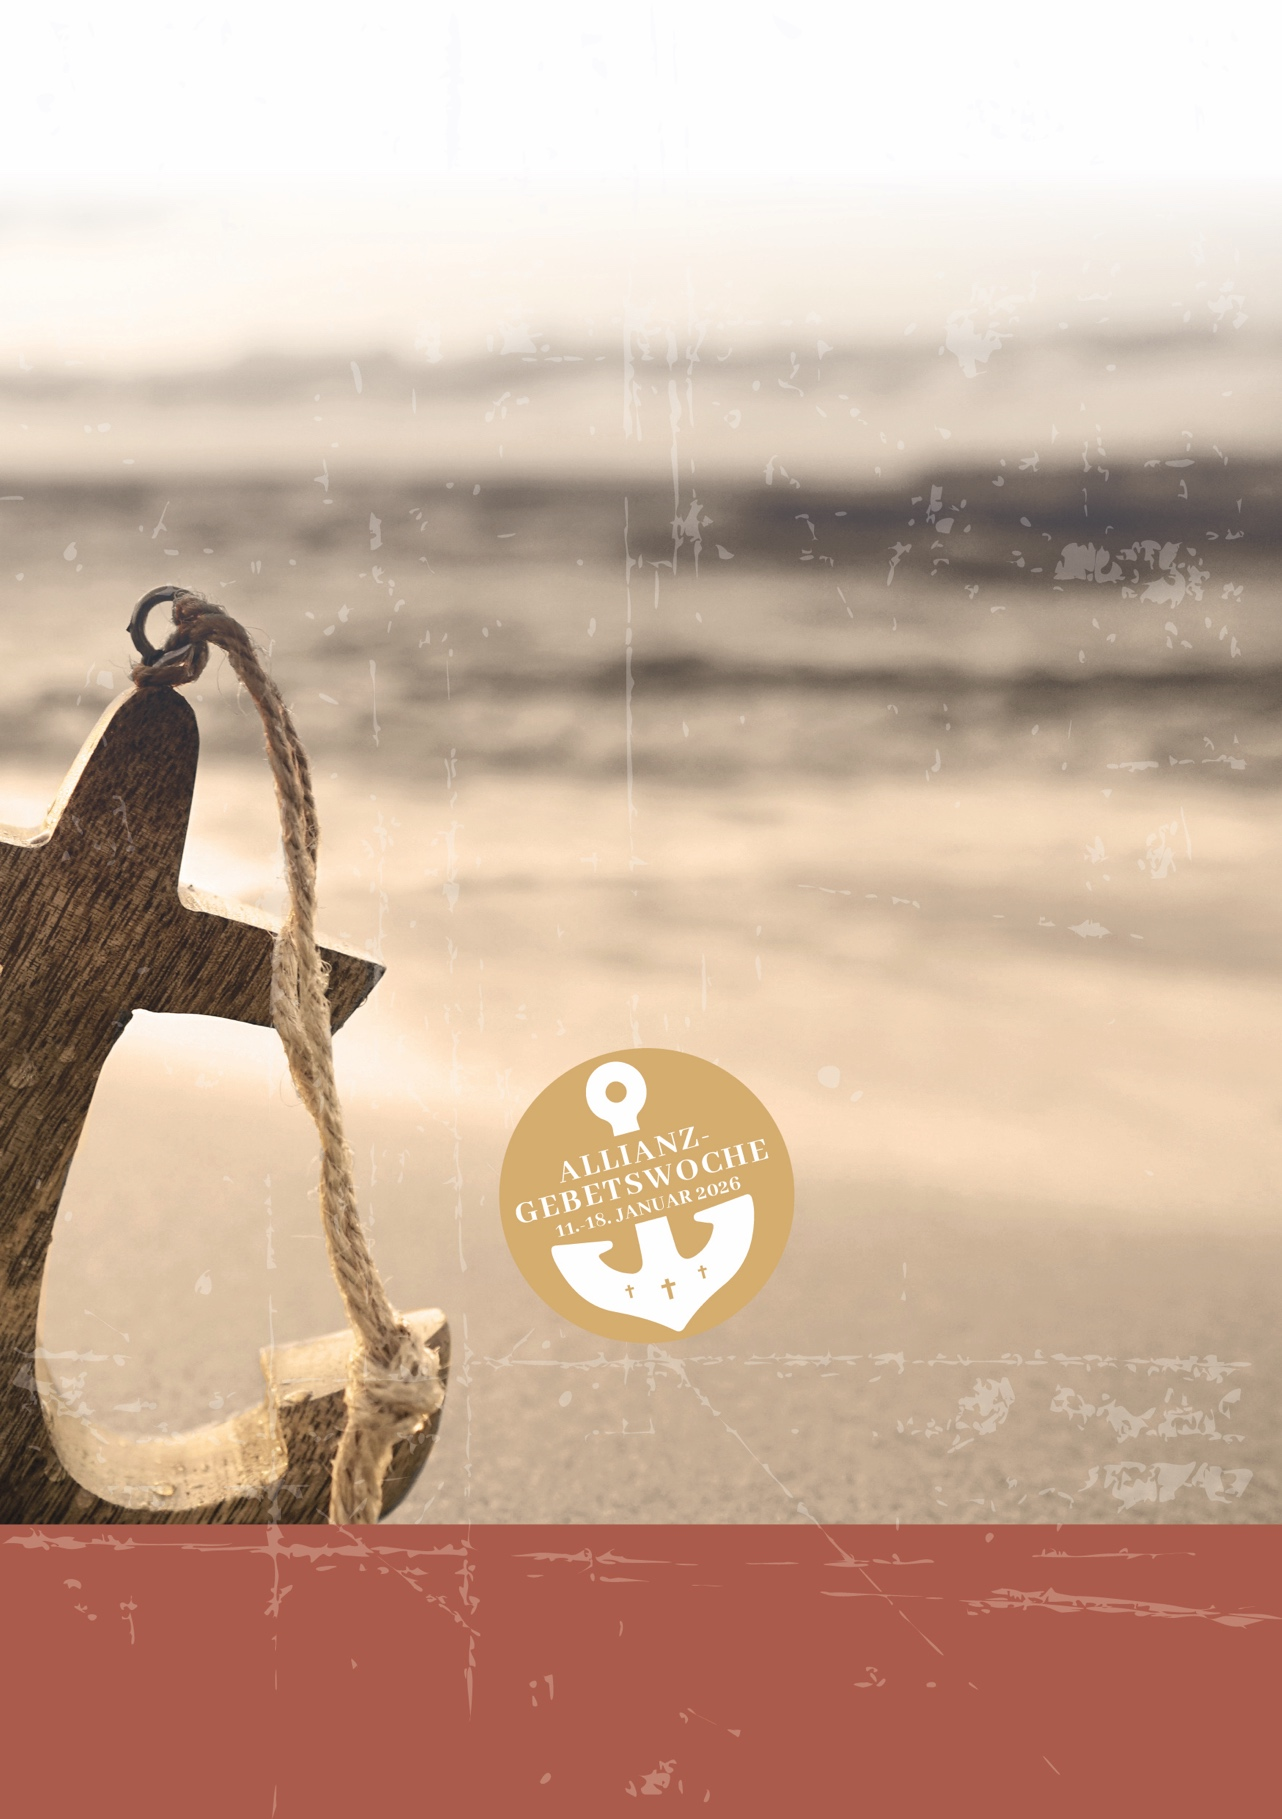 ALLIANZ-
GEBETSWOCHE
11.-18. JANUAR 2026